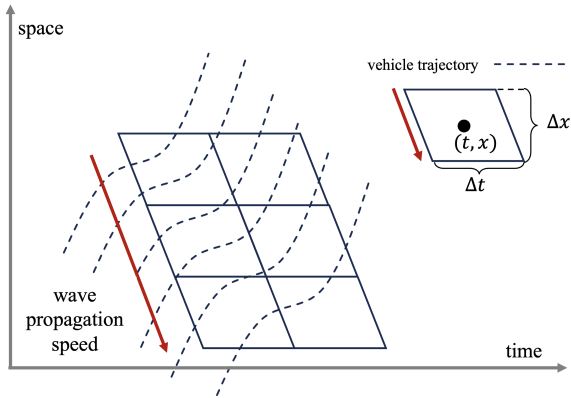 space
vehicle trajectory
(t, x)
Δx
Δt
wave
propagation
speed
time